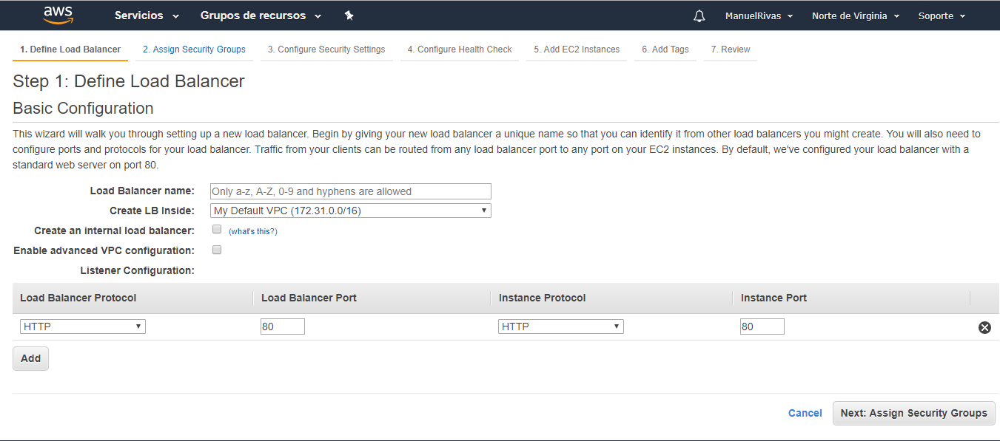 aws Servicios Grupos de recursos ManuelRivas Norte de Virginia Soporte
1. Define Load Balancer 2. Assign Security Groups 3. Configure Security Settings 4. Configure Health Check 5. Add EC2 Instances 6. Add Tags 7. Review
Step 1: Define Load Balancer
Basic Configuration
This wizard will walk you through setting up a new load balancer. Begin by giving your new load balancer a unique name so that you can identify it from other load balancers you might create. You will also need to
configure ports and protocols for your load balancer. Traffic from your clients can be routed from any load balancer port to any port on your EC2 instances. By default, we've configured your load balancer with a
standard web server on port 80.
Load Balancer name: Only a-z, A-Z, 0-9 and hyphens are allowed
Create LB Inside: My Default VPC (172.31.0.0/16)
Create an internal load balancer: (what's this?)
Enable advanced VPC configuration:
Listener Configuration:
Load Balancer Protocol Load Balancer Port Instance Protocol Instance Port
HTTP 80 HTTP 80
Add
Cancel Next: Assign Security Groups